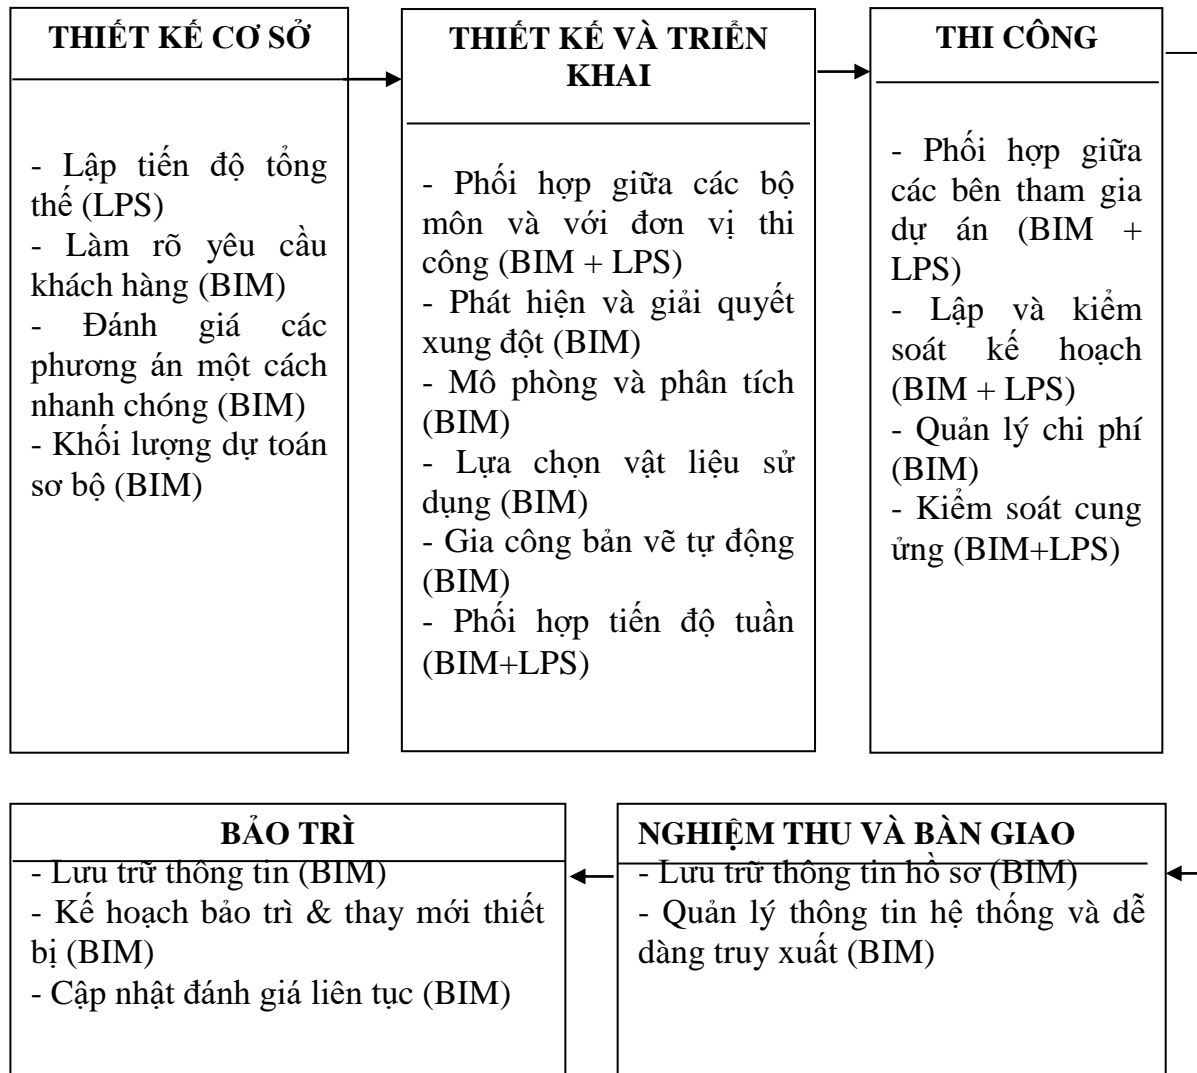 THIẾT KẾ CƠ SỞ
- Lập tiến độ tổng
thể (LPS)
- Làm rõ yêu cầu
khách hàng (BIM)
- Đánh giá các
phương án một cách
nhanh chóng (BIM)
- Khối lượng dự toán
sơ bộ (BIM)
THIẾT KẾ VÀ TRIỂN
KHAI
- Phối hợp giữa các bộ
môn và với đơn vị thi
công (BIM + LPS)
- Phát hiện và giải quyết
xung đột (BIM)
- Mô phỏng và phân tích
(BIM)
- Lựa chọn vật liệu sử
dụng (BIM)
- Gia công bản vẽ tự động
(BIM)
- Phối hợp tiến độ tuần
(BIM+LPS)
THI CÔNG
- Phối hợp giữa
các bên tham gia
dự án (BIM +
LPS)
- Lập và kiểm
soát kế hoạch
(BIM + LPS)
- Quản lý chi phí
(BIM)
- Kiểm soát cung
ửng (BIM+LPS)
NGHIỆM THU VÀ BÀN GIAO
- Lưu trữ thông tin hồ sơ (BIM)
- Quản lý thông tin hệ thống và dễ
dàng truy xuất (BIM)
BẢO TRÌ
- Lưu trữ thông tin (BIM)
- Kế hoạch bảo trì & thay mới thiết
bị (BIM)
- Cập nhật đánh giá liên tục (BIM)